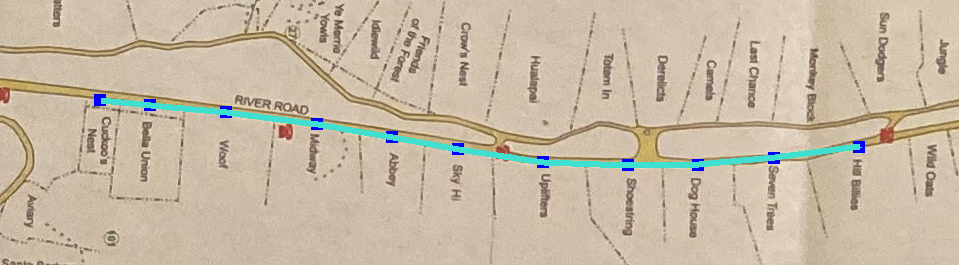 Ye Merrie
Yowls
Idlewild
Friends
of the Forest
Crow's Nest
Hualapai
Totem In
Derelicts
Camels
Last Chance
Monkey Block
Sun Dodgers
Jungle
RIVER ROAD
Cuckoo's
Nest
Bella Union
Woof
Midway
Abbey
Sky Hi
Uplifters
Shoestring
Dog House
Seven Trees
Hill Billies
Wild Oats
Aviary
101